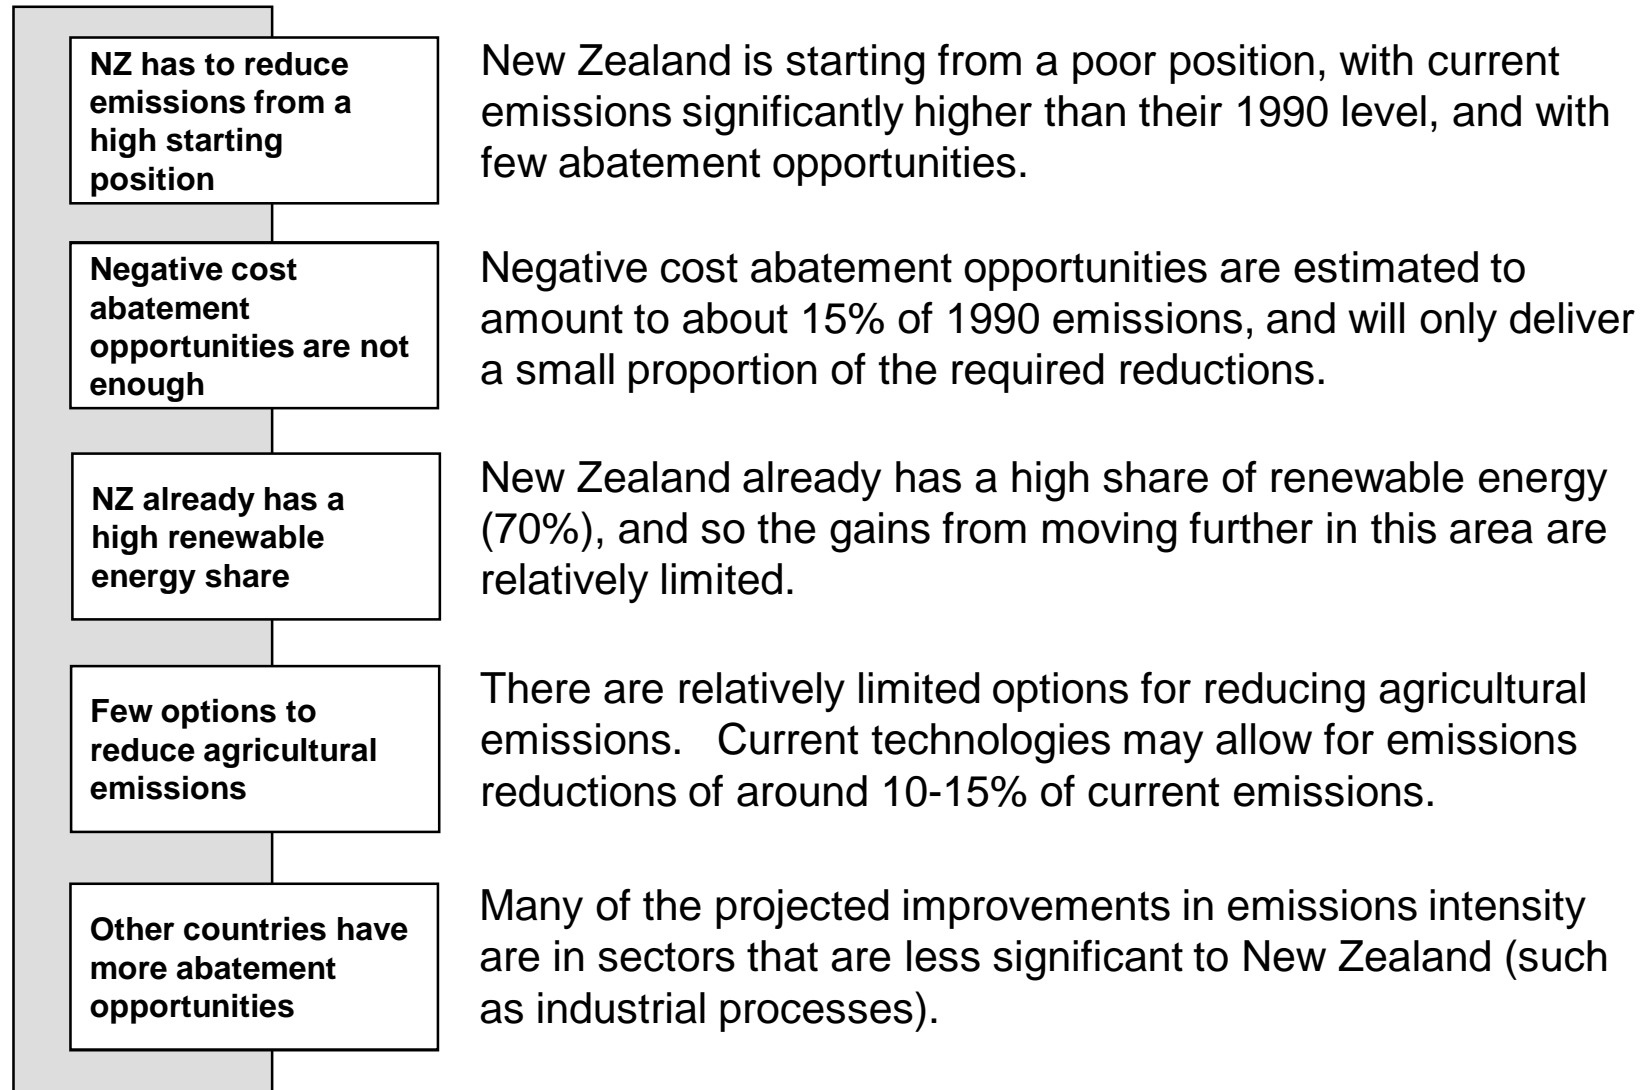 NZ has to reduce
emissions from a
high starting
position
New Zealand is starting from a poor position, with current
emissions significantly higher than their 1990 level, and with
few abatement opportunities.
Negative cost
abatement
opportunities are not
enough
Negative cost abatement opportunities are estimated to
amount to about 15% of 1990 emissions, and will only deliver
a small proportion of the required reductions.
NZ already has a
high renewable
energy share
New Zealand already has a high share of renewable energy
(70%), and so the gains from moving further in this area are
relatively limited.
Few options to
reduce agricultural
emissions
There are relatively limited options for reducing agricultural
emissions.   Current technologies may allow for emissions
reductions of around 10-15% of current emissions.
Other countries have
more abatement
opportunities
Many of the projected improvements in emissions intensity
are in sectors that are less significant to New Zealand (such
as industrial processes).